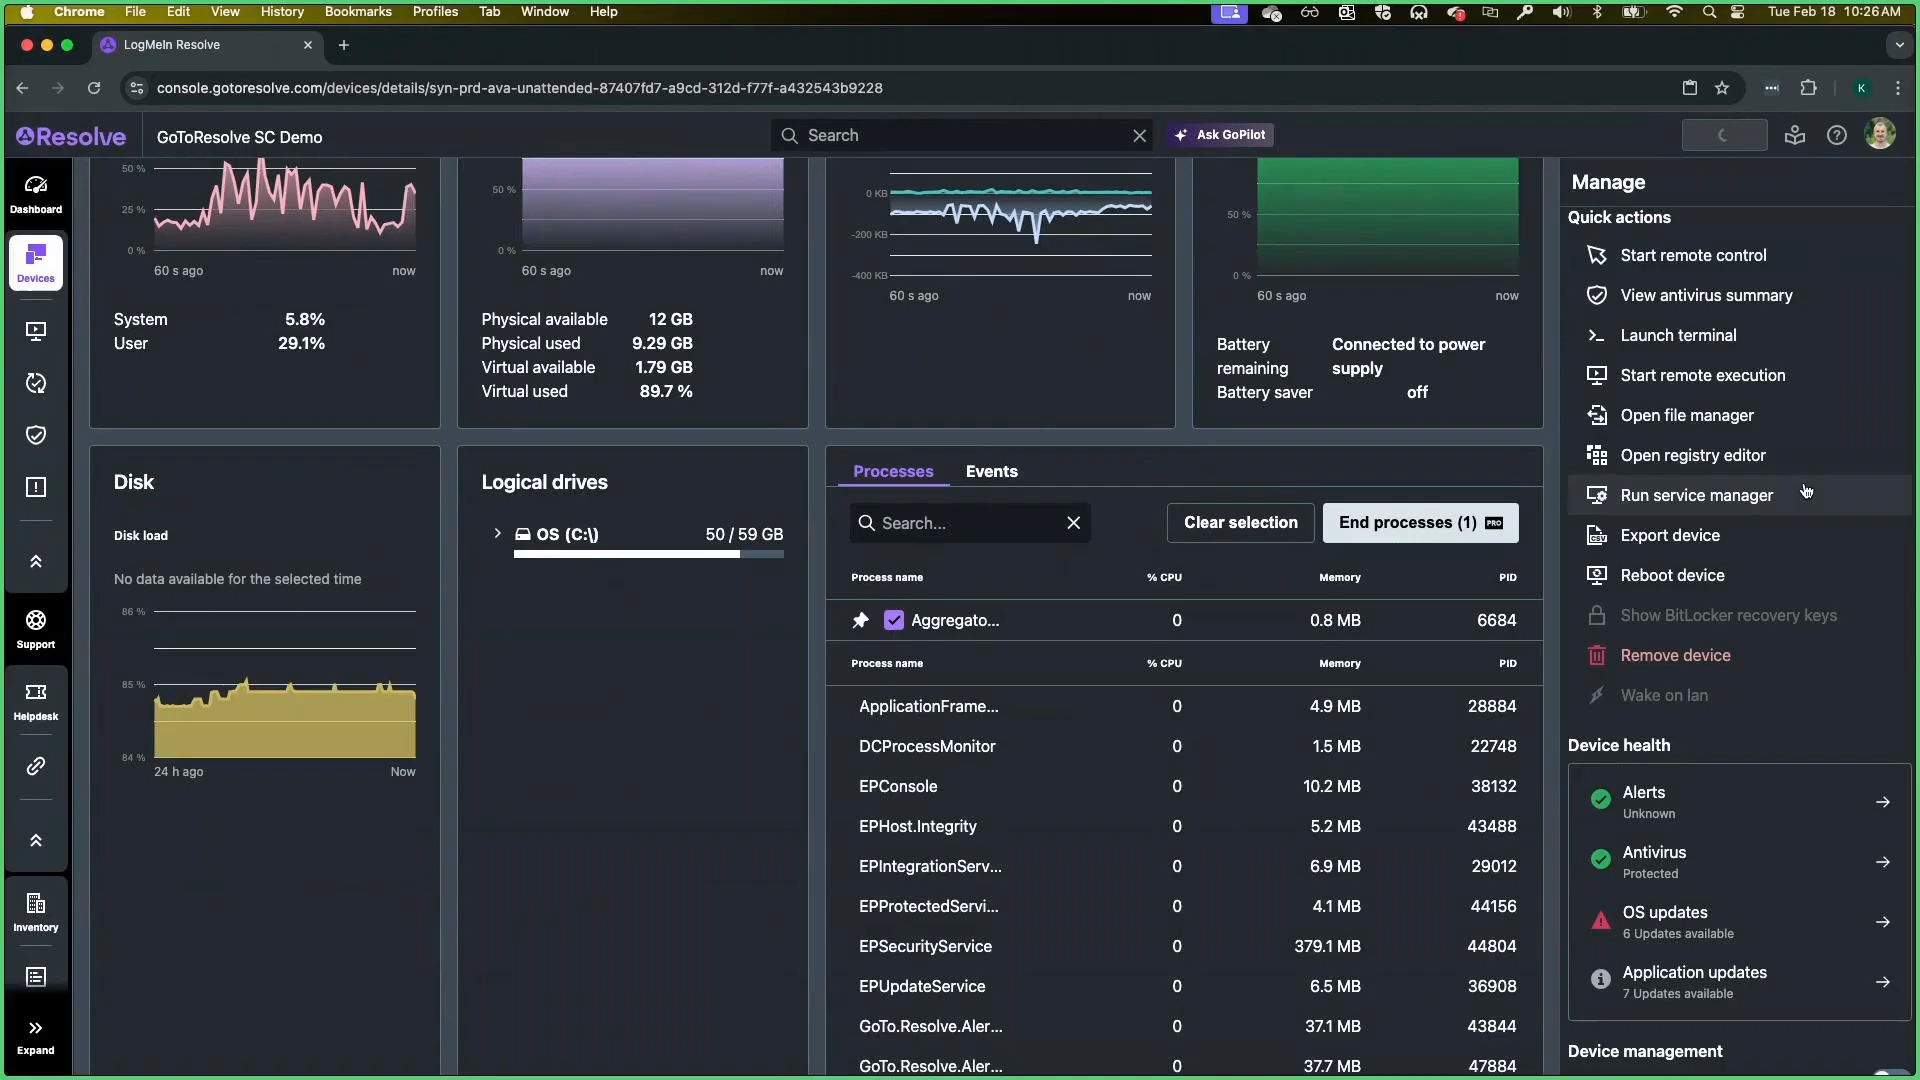 Chrome File Edit View History Bookmarks Profiles Tab Window Help Tue Feb 18 10:26 AM
LogMeIn Resolve
console.gotoresolve.com/devices/details/syn-prd-ava-unattended-87407fd7-a9cd-312d-f77f-a432543b9228
K
Resolve GoToResolve SC Demo Search Ask GoPilot
Dashboard
Devices
Support
Helpdesk
Inventory
Expand
50 %
25 %
0 %
60 s ago now
System 5.8%
User 29.1%
50 %
0 %
60 s ago now
Physical available 12 GB
Physical used 9.29 GB
Virtual available 1.79 GB
Virtual used 89.7 %
0 KB
-200 KB
-400 KB
60 s ago now
50 %
0 %
60 s ago now
Battery remaining Connected to power supply
Battery saver off
Disk
Disk load
No data available for the selected time
86 %
85 %
84 %
24 h ago Now
Logical drives
OS (C:\) 50 / 59 GB
Processes Events
Search... Clear selection End processes (1) PRO
Process name % CPU Memory PID
Aggregato... 0 0.8 MB 6684
Process name % CPU Memory PID
ApplicationFrame... 0 4.9 MB 28884
DCProcessMonitor 0 1.5 MB 22748
EPConsole 0 10.2 MB 38132
EPHost.Integrity 0 5.2 MB 43488
EPIntegrationServ... 0 6.9 MB 29012
EPProtectedServi... 0 4.1 MB 44156
EPSecurityService 0 379.1 MB 44804
EPUpdateService 0 6.5 MB 36908
GoTo.Resolve.Aler... 0 37.1 MB 43844
GoTo.Resolve.Aler... 0 37.7 MB 47884
Manage
Quick actions
Start remote control
View antivirus summary
Launch terminal
Start remote execution
Open file manager
Open registry editor
Run service manager
Export device
Reboot device
Show BitLocker recovery keys
Remove device
Wake on lan
Device health
Alerts
Unknown
Antivirus
Protected
OS updates
6 Updates available
Application updates
7 Updates available
Device management